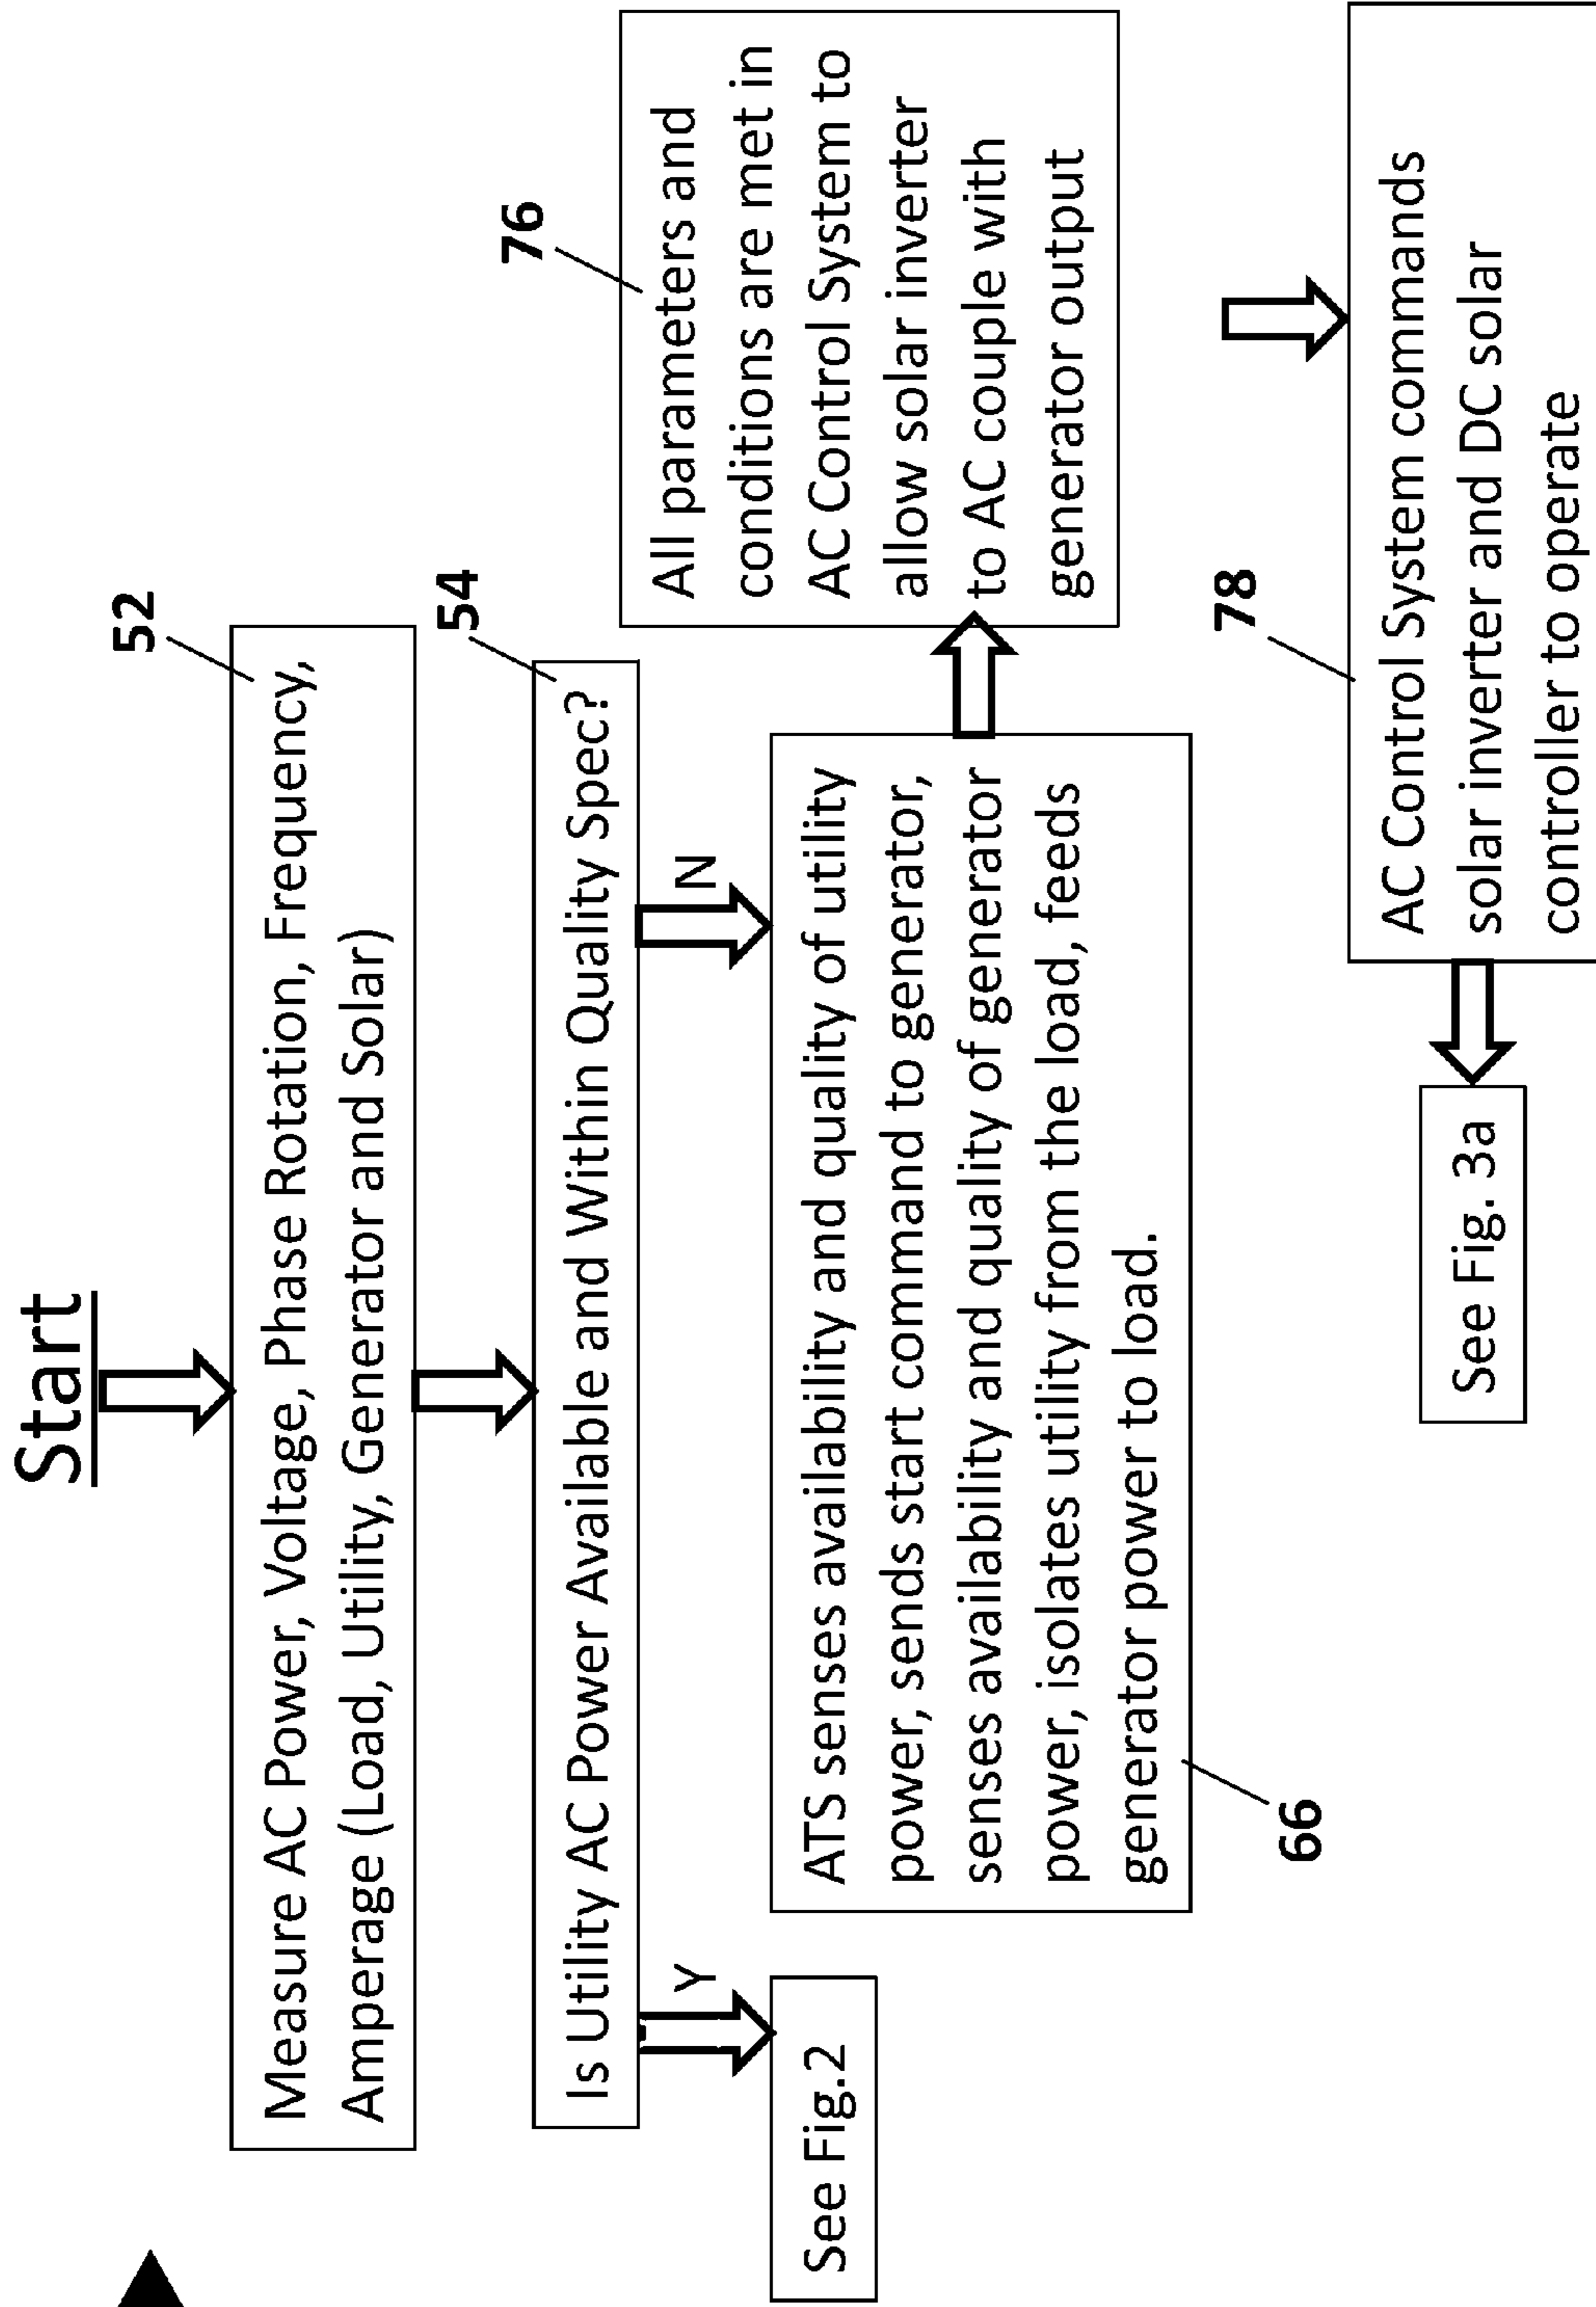 Start
52
Measure AC Power, Voltage, Phase Rotation, Frequency,
Amperage (Load, Utility, Generator and Solar)
54
Is Utility AC Power Available and Within Quality Spec?
Y
N
See Fig.2
ATS senses availability and quality of utility
power, sends start command to generator,
senses availability and quality of generator
power, isolates utility from the load, feeds
generator power to load.
66
76
All parameters and
conditions are met in
AC Control System to
allow solar inverter
to AC couple with
generator output
78
AC Control System commands
solar inverter and DC solar
controller to operate
See Fig. 3a